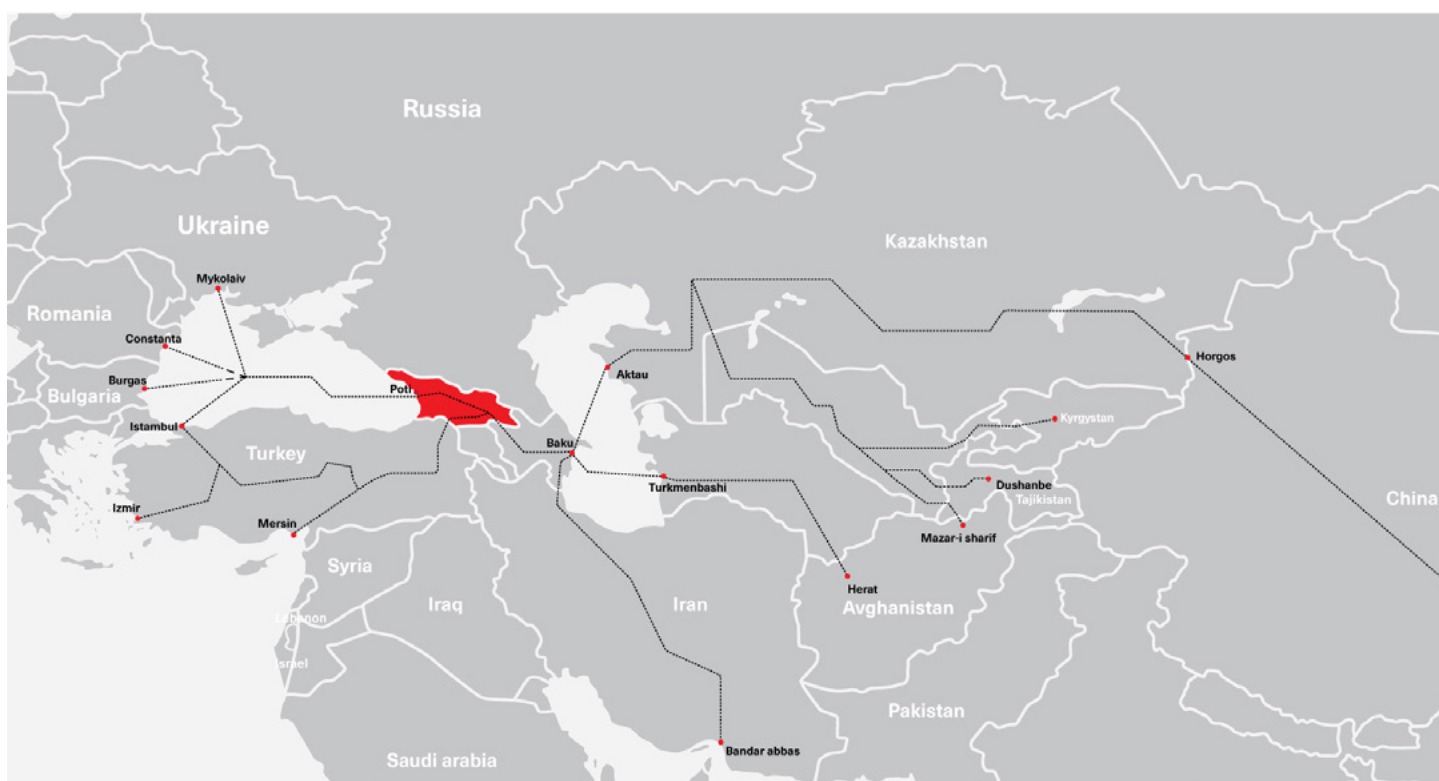 Russia
Ukraine
Kazakhstan
Mykolaiv
Romania
Constanta
Horgos
Aktau
Burgas
Poti
Bulgaria
Kyrgystan
Istambul
Baku
Turkey
Turkmenbashi
Dushanbe
Tajikistan
China
Izmir
Mersin
Mazar-i sharif
Syria
Herat
Iraq
Iran
Avghanistan
Lebanon
Israel
Pakistan
Bandar abbas
Saudi arabia